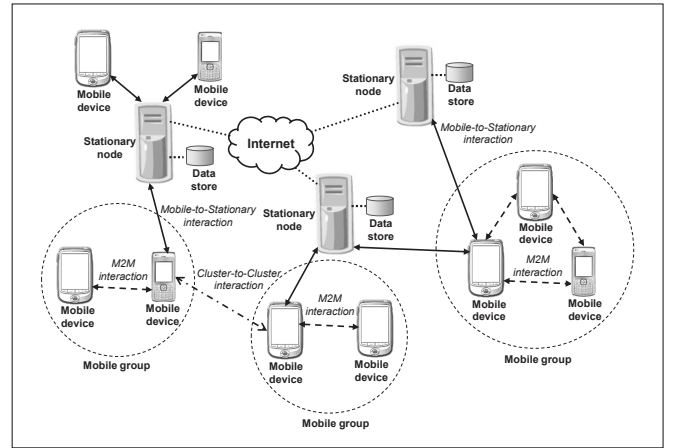 Mobile
device
Mobile
device
Stationary
node
Data
store
Internet
Stationary
node
Data
store
Mobile-to-Stationary
interaction
Mobile-to-Stationary
interaction
Stationary
node
Data
store
Mobile
device
M2M
interaction
Mobile
device
Mobile
device
Mobile group
Cluster-to-Cluster
interaction
M2M
interaction
Mobile
device
Mobile
device
Mobile group
M2M
interaction
Mobile
device
Mobile
device
Mobile group